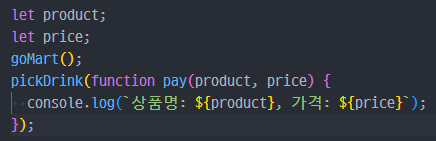 let product;
let price;
goMart();
pickDrink(function pay(product, price) {
  console.log(`상품명: ${product}, 가격: ${price}`);
});